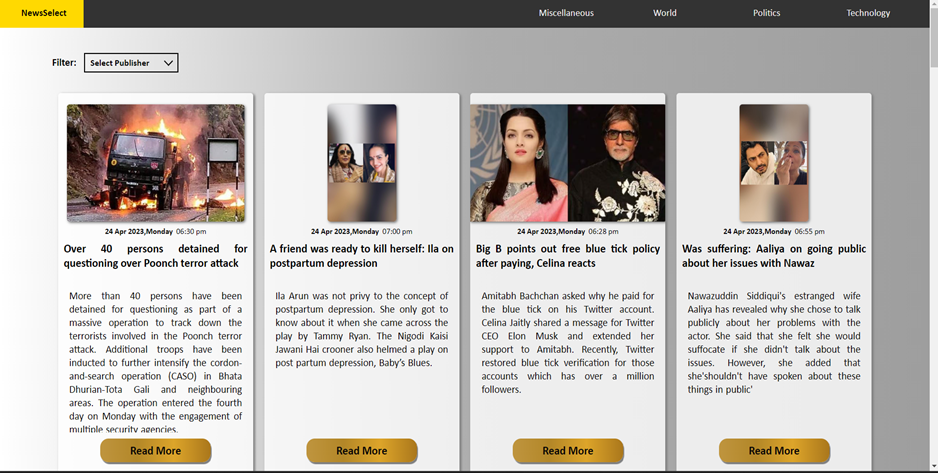 NewsSelect
Miscellaneous
World
Politics
Technology
Filter:
Select Publisher
24 Apr 2023,Monday 06:30 pm
Over 40 persons detained for
questioning over Poonch terror attack
More than 40 persons have been
detained for questioning as part of a
massive operation to track down the
terrorists involved in the Poonch terror
attack. Additional troops have been
inducted to further intensify the cordon-
and-search operation (CASO) in Bhata
Dhurian-Tota Gali and neighbouring
areas. The operation entered the fourth
day on Monday with the engagement of
multiple security agencies.
Read More
24 Apr 2023,Monday 07:00 pm
A friend was ready to kill herself: Ila on
postpartum depression
Ila Arun was not privy to the concept of
postpartum depression. She only got to
know about it when she came across the
play by Tammy Ryan. The Nigodi Kaisi
Jawani Hai crooner also helmed a play on
post partum depression, Baby's Blues.
Read More
24 Apr 2023,Monday 06:28 pm
Big B points out free blue tick policy
after paying, Celina reacts
Amitabh Bachchan asked why he paid for
the blue tick on his Twitter account.
Celina Jaitly shared a message for Twitter
CEO Elon Musk and extended her
support to Amitabh. Recently, Twitter
restored blue tick verification for those
accounts which has over a million
followers.
Read More
24 Apr 2023,Monday 06:55 pm
Was suffering: Aaliya on going public
about her issues with Nawaz
Nawazuddin Siddiqui's estranged wife
Aaliya has revealed why she chose to talk
publicly about her problems with the
actor. She said that she felt she would
suffocate if she didn't talk about the
issues. However, she added that
she'shouldn't have spoken about these
things in public'
Read More